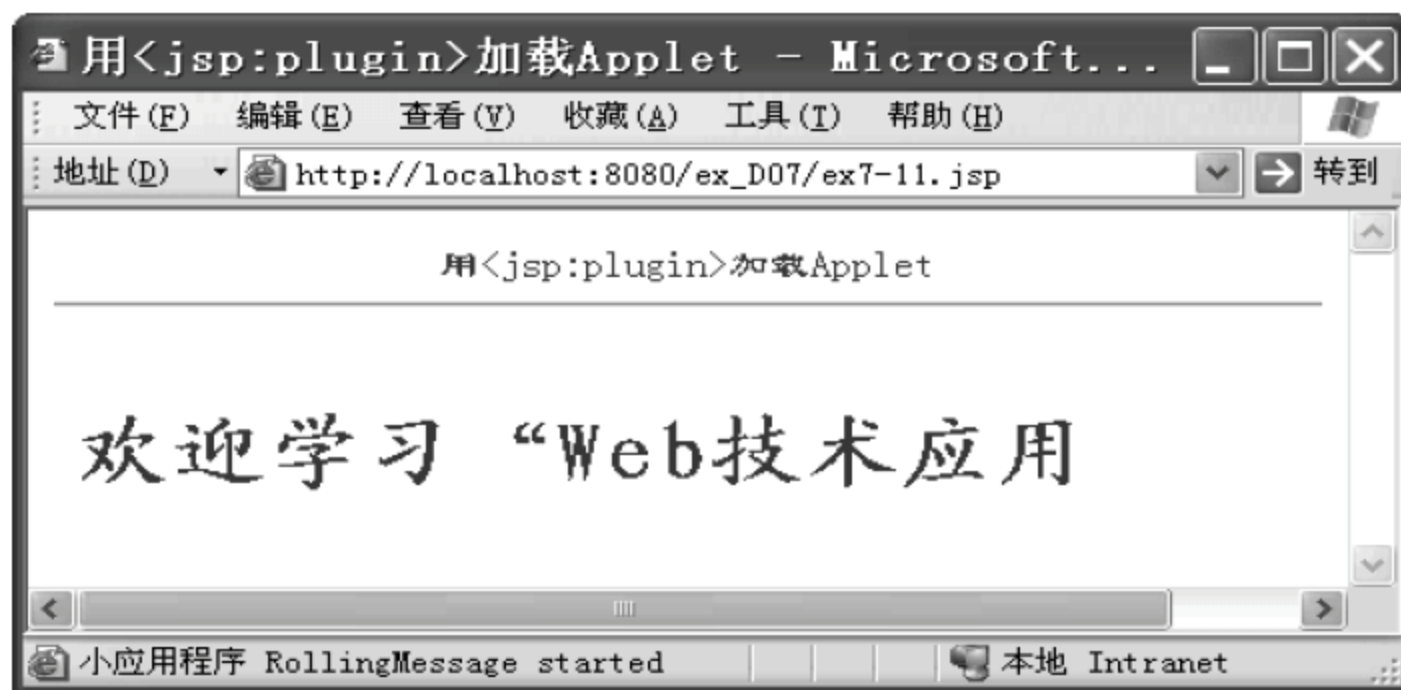 用<jsp:plugin>加载Applet - Microsoft...
文件(F) 编辑(E) 查看(V) 收藏(A) 工具(T) 帮助(H)
地址(D) http://localhost:8080/ex_D07/ex7-11.jsp 转到
用<jsp:plugin>加载Applet
欢迎学习 “Web技术应用
小应用程序 RollingMessage started 本地 Intranet